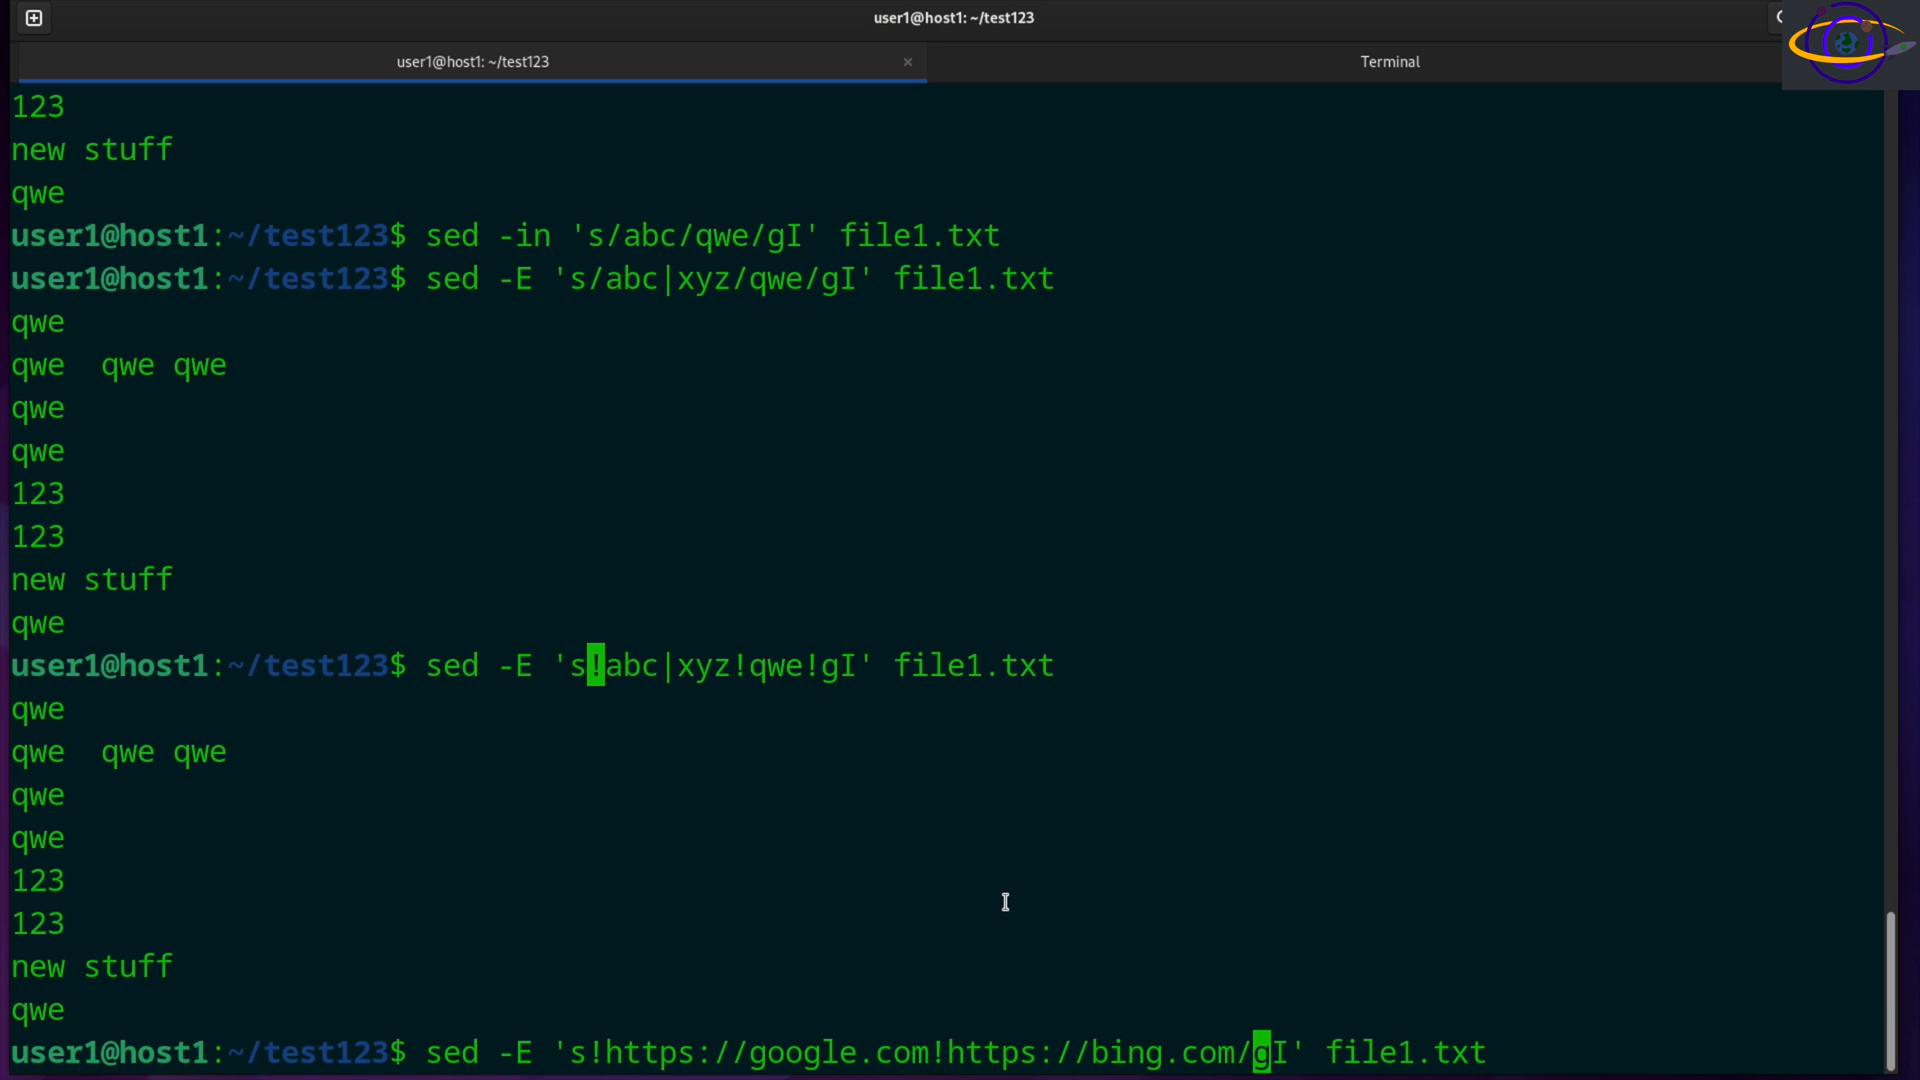 user1@host1: ~/test123
user1@host1: ~/test123 × Terminal
123
new stuff
qwe
user1@host1:~/test123$ sed -in 's/abc/qwe/gI' file1.txt
user1@host1:~/test123$ sed -E 's/abc|xyz/qwe/gI' file1.txt
qwe
qwe  qwe qwe
qwe
qwe
123
123
new stuff
qwe
user1@host1:~/test123$ sed -E 's!abc|xyz!qwe!gI' file1.txt
qwe
qwe  qwe qwe
qwe
qwe
123
123
new stuff
qwe
user1@host1:~/test123$ sed -E 's!https://google.com!https://bing.com/gI' file1.txt